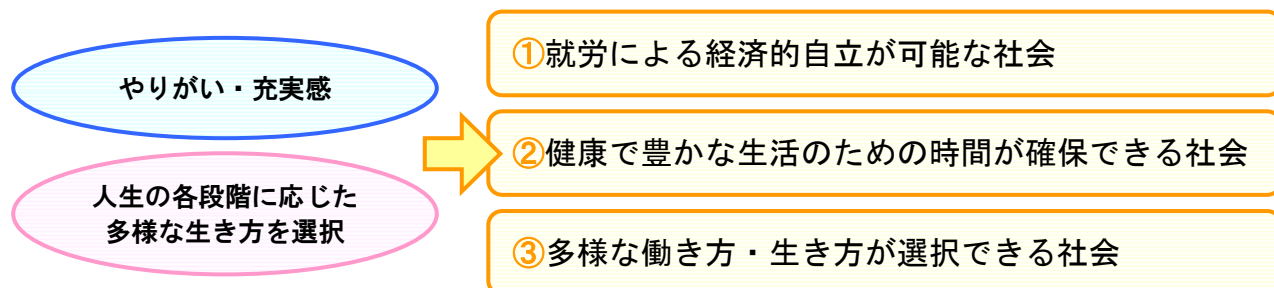 やりがい・充実感
人生の各段階に応じた
多様な生き方を選択
①就労による経済的自立が可能な社会
②健康で豊かな生活のための時間が確保できる社会
③多様な働き方・生き方が選択できる社会